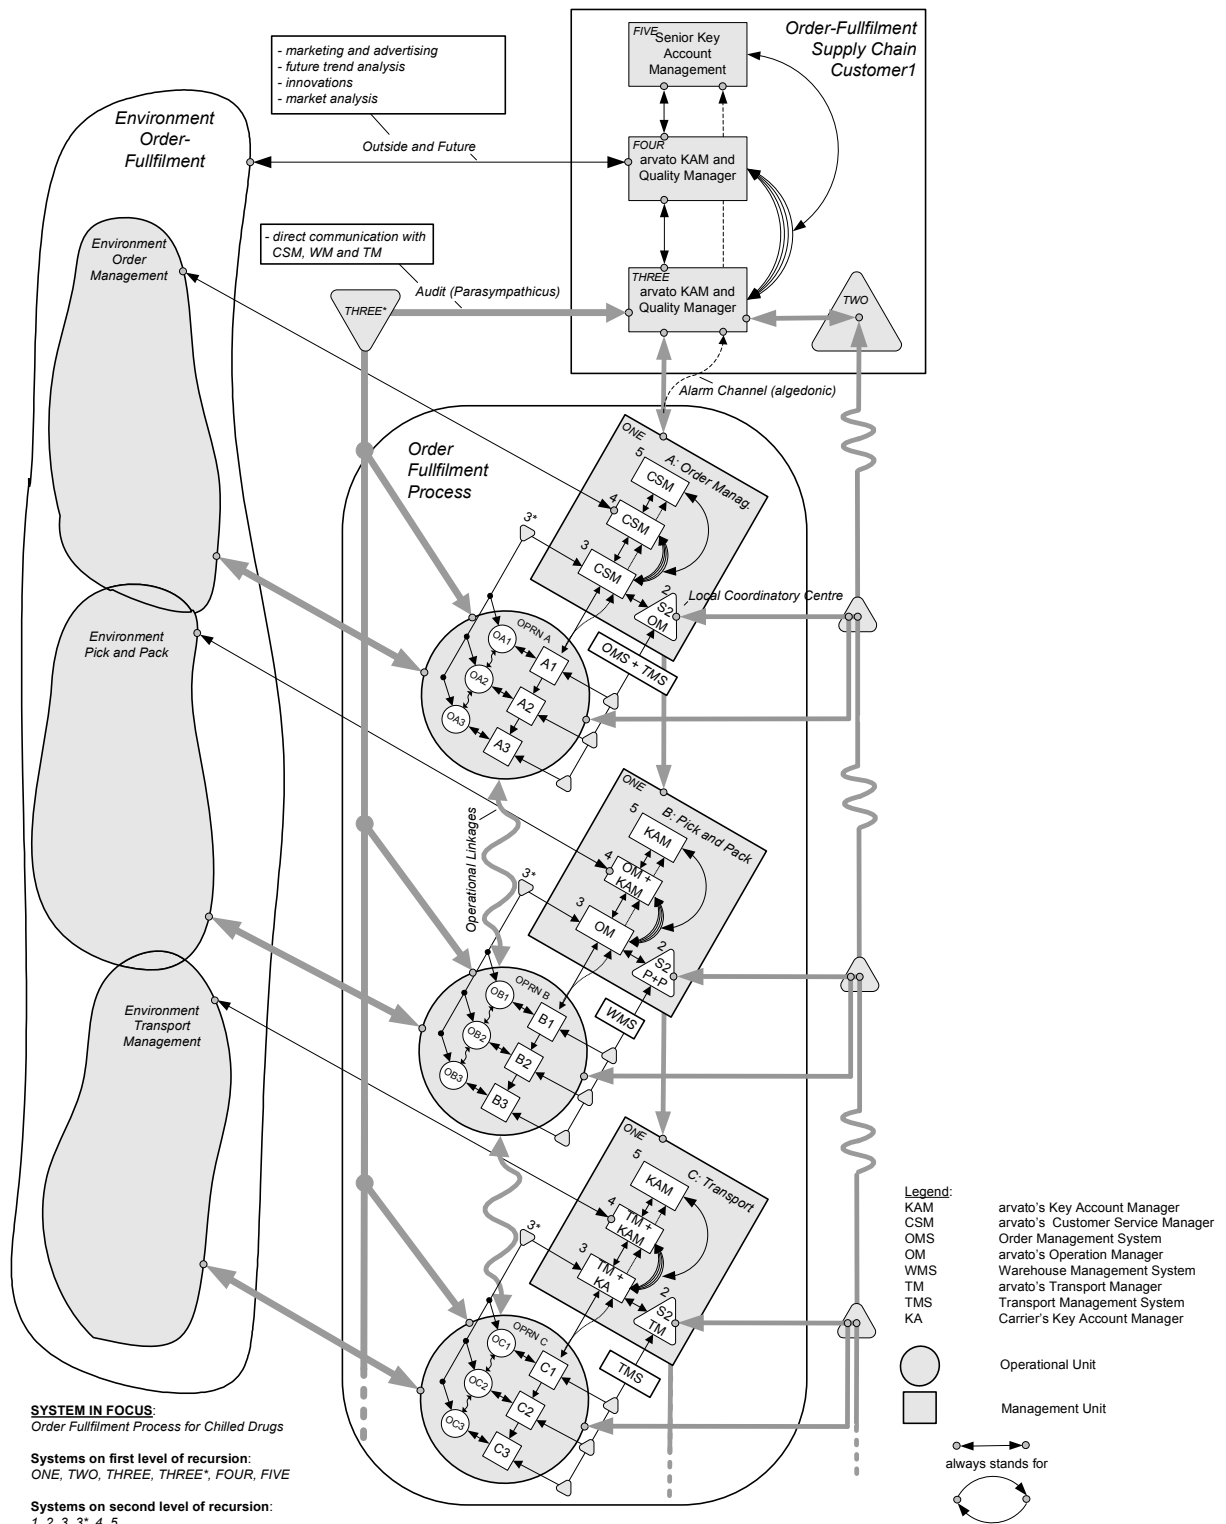 Order-Fullfilment
Supply Chain
Customer1
FIVE
Senior Key
Account
Management
- marketing and advertising
- future trend analysis
- innovations
- market analysis
Environment
Order-
Fullfilment
Outside and Future
FOUR
arvato KAM and
Quality Manager
- direct communication with
CSM, WM and TM
Environment
Order
Management
THREE
arvato KAM and
Quality Manager
TWO
THREE*
Audit (Parasympathicus)
Alarm Channel (algedonic)
Order
Fullfilment
Process
ONE
A: Order Manag.
5
CSM
4
CSM
3*
3
CSM
2
S2
OM
Local Coordinatory Centre
OMS + TMS
OPRN A
OA1
OA2
OA3
A1
A2
A3
Environment
Pick and Pack
Operational Linkages
ONE
B: Pick and Pack
5
KAM
4
OM +
KAM
3*
3
OM
2
S2
P+P
WMS
OPRN B
OB1
OB2
OB3
B1
B2
B3
Environment
Transport
Management
ONE
C: Transport
5
KAM
4
TM +
KAM
3*
3
TM +
KA
2
S2
TM
TMS
OPRN C
OC1
OC2
OC3
C1
C2
C3
Legend:
KAM arvato's Key Account Manager
CSM arvato's Customer Service Manager
OMS Order Management System
OM arvato's Operation Manager
WMS Warehouse Management System
TM arvato's Transport Manager
TMS Transport Management System
KA Carrier's Key Account Manager
Operational Unit
Management Unit
always stands for
SYSTEM IN FOCUS:
Order Fullfilment Process for Chilled Drugs
Systems on first level of recursion:
ONE, TWO, THREE, THREE*, FOUR, FIVE
Systems on second level of recursion:
1, 2, 3, 3*, 4, 5